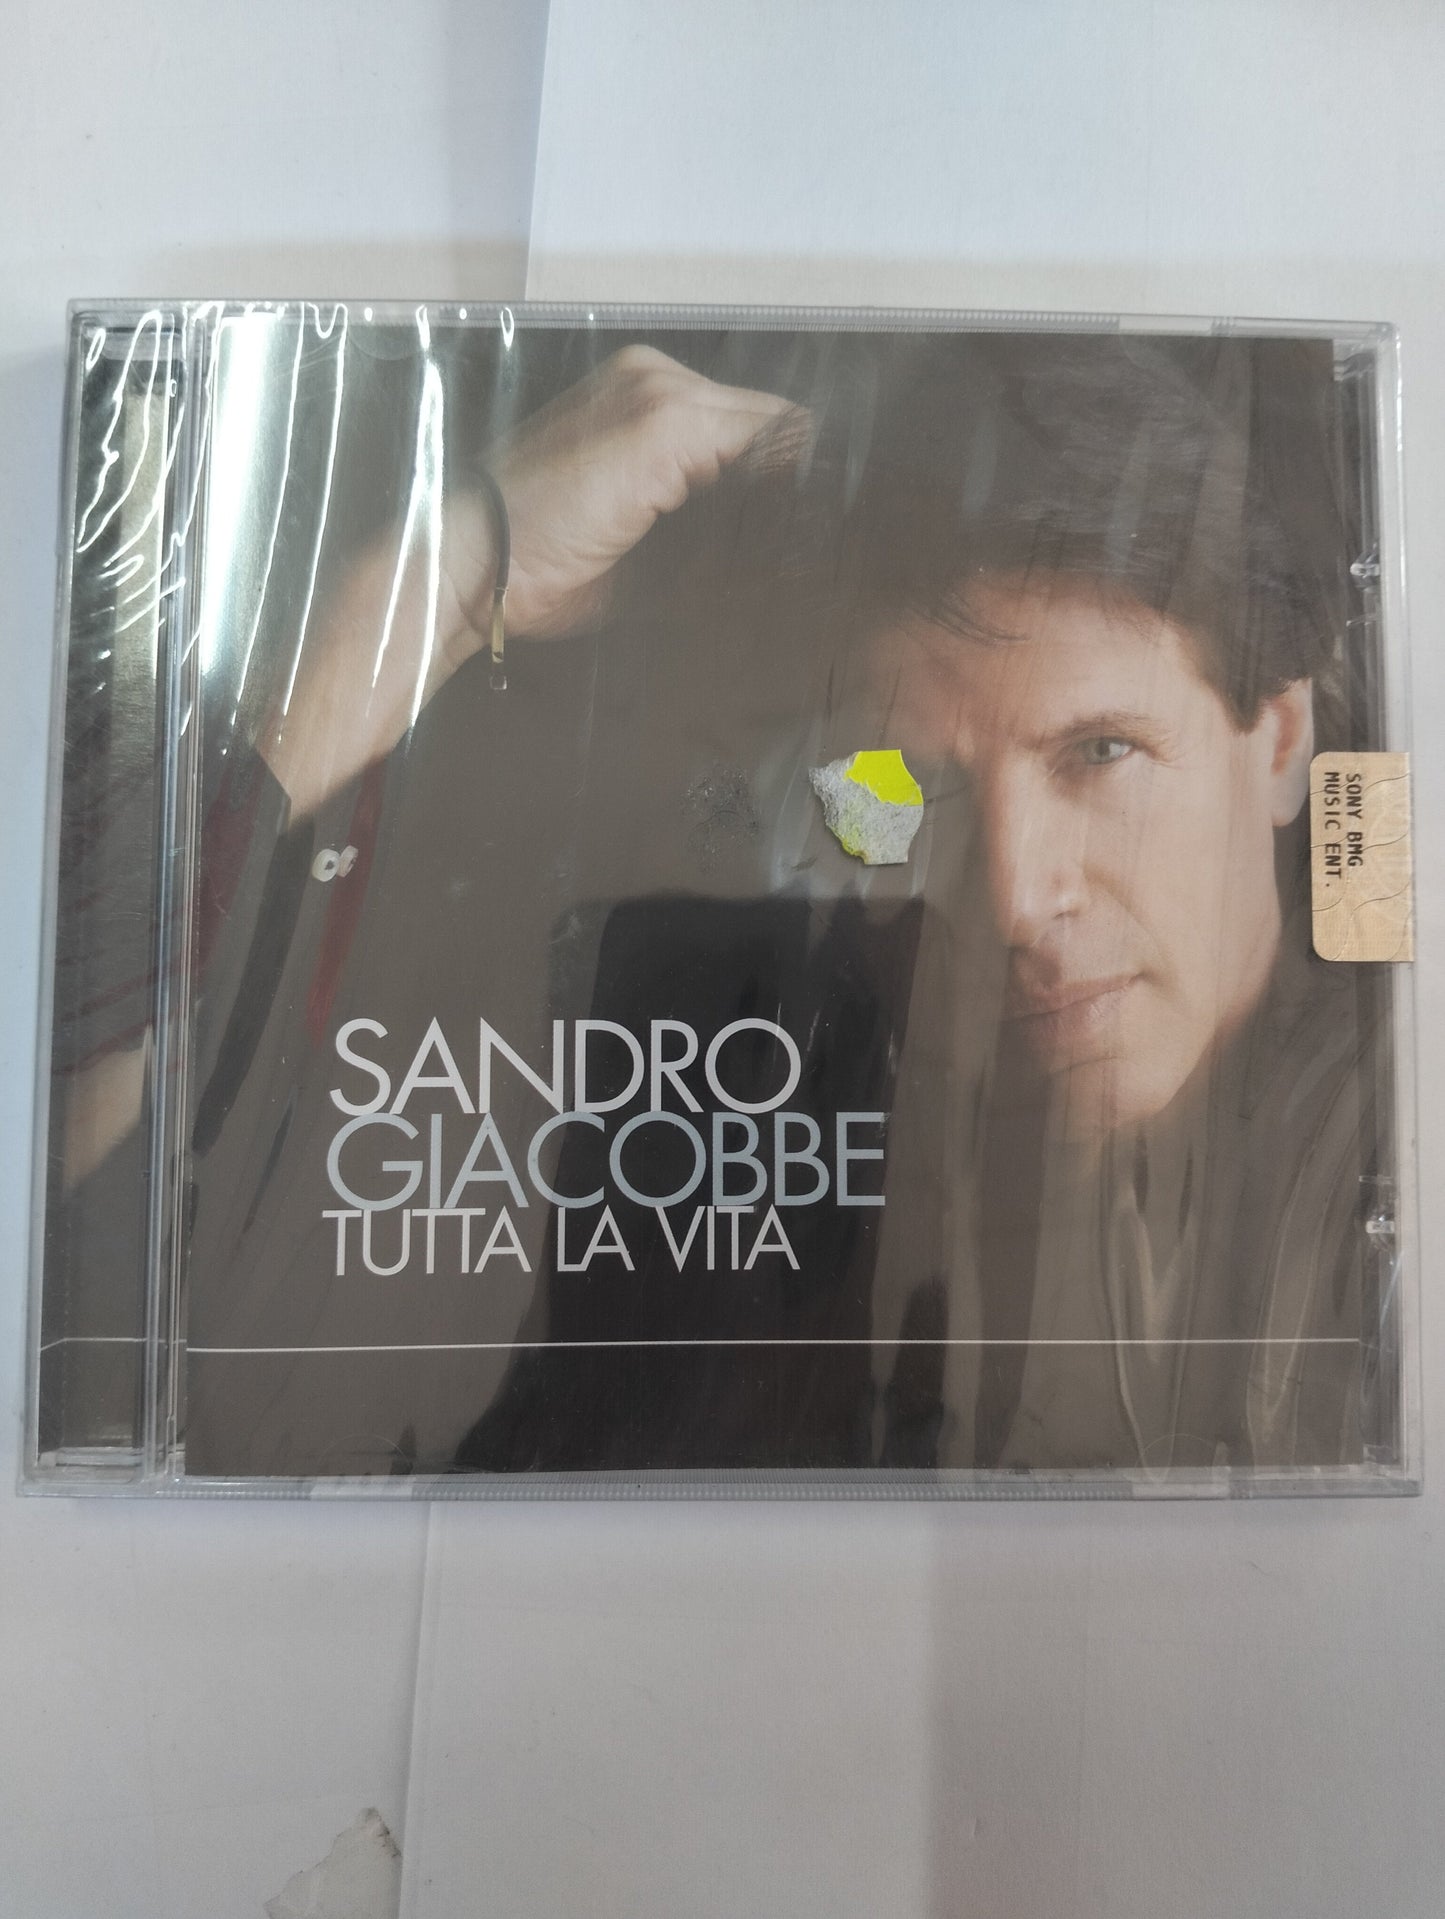 SANDRO
GIACOBBE
TUTTA LA VITA
SONY BMG
MUSIC ENT.